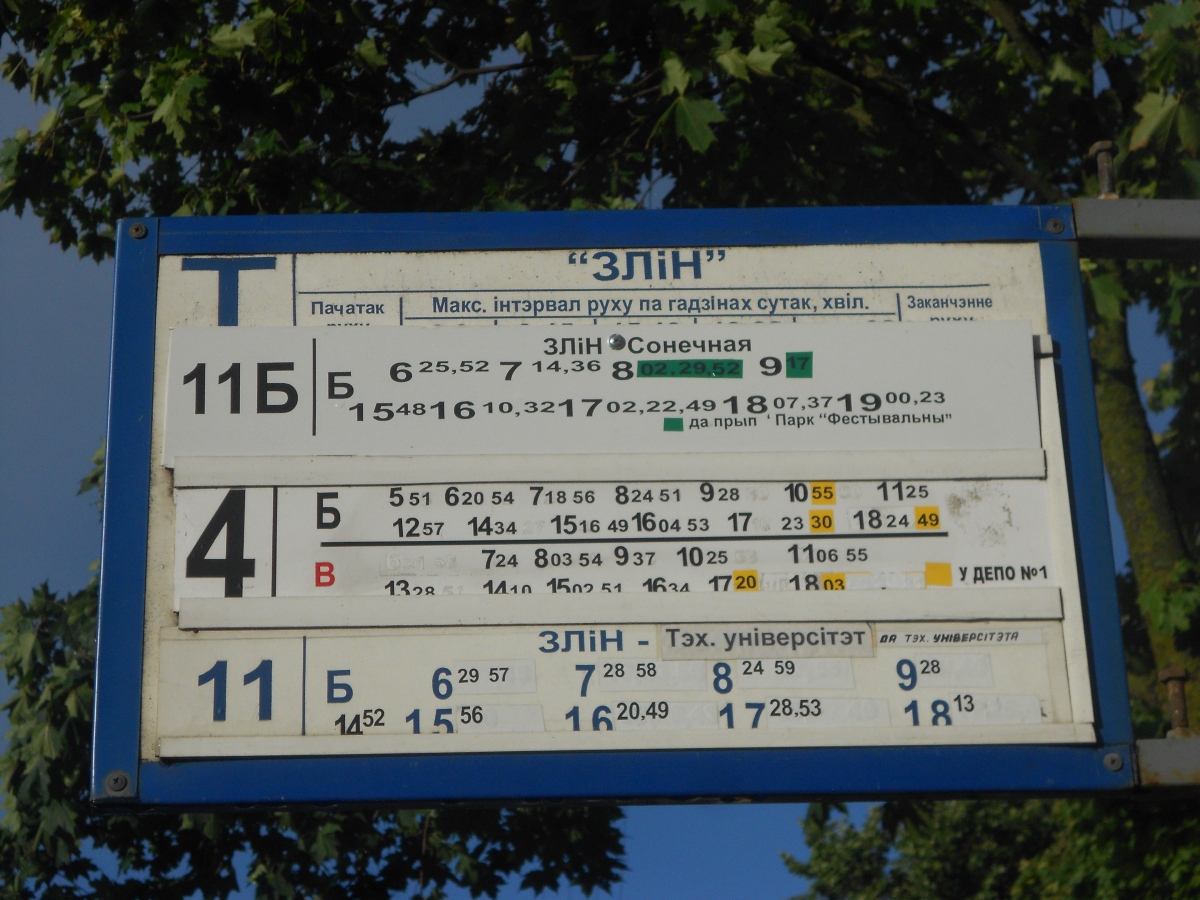 Т
“ЗЛіН”
Пачатак Макс. інтэрвал руху па гадзінах сутак, хвіл. Заканчэнне
ЗЛіН Сонечная
11Б Б 6 25,52 7 14,36 8 02,29,52 9 17
15 48 16 10,32 17 02,22,49 18 07,37 19 00,23
да прып ‘ Парк “Фестывальны”
4 Б 5 51 6 20 54 7 18 56 8 24 51 9 28 10 55 11 25
12 57 14 34 15 16 49 16 04 53 17 23 30 18 24 49
В 7 24 8 03 54 9 37 10 25 11 06 55
13 28 14 10 15 02 51 16 34 17 20 18 03 У ДЕПО №1
ЗЛіН - Тэх. універсітэт ДА ТЭХ. УНІВЕРСІТЭТА
11 Б 6 29 57 7 28 58 8 24 59 9 28
14 52 15 56 16 20,49 17 28,53 18 13